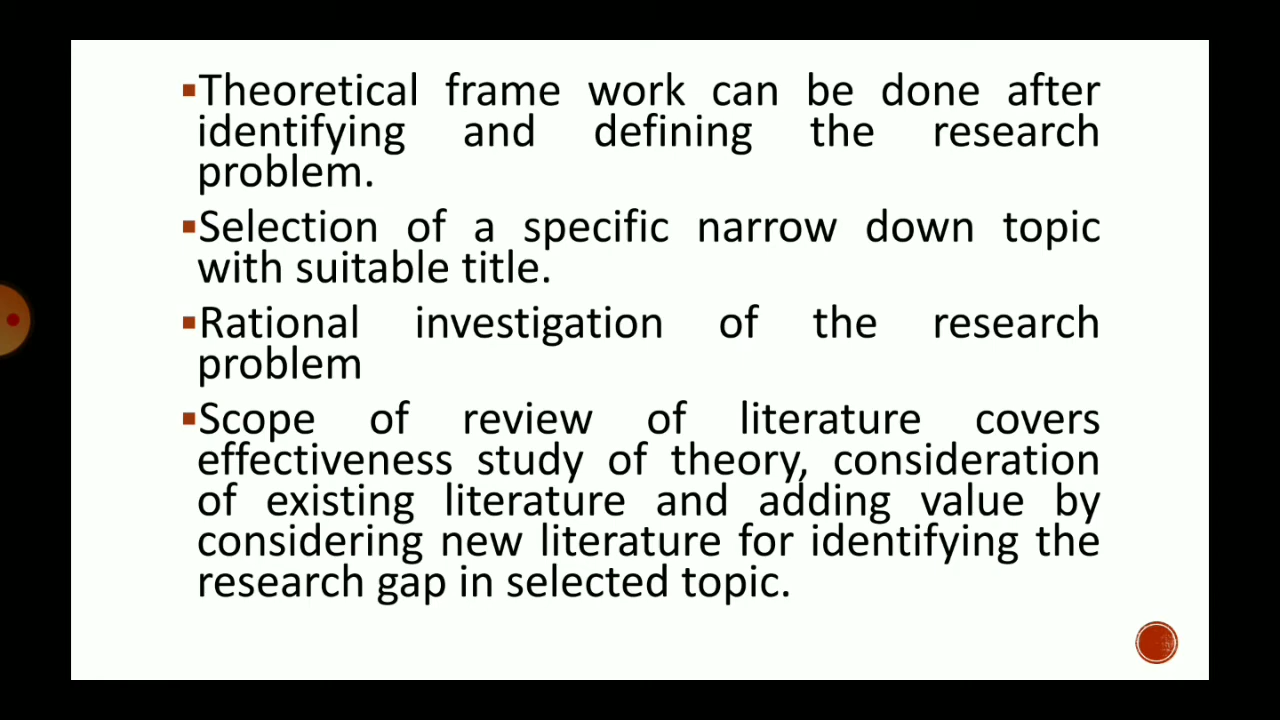 ▪Theoretical frame work can be done after
identifying and defining the research
problem.
▪Selection of a specific narrow down topic
with suitable title.
▪Rational investigation of the research
problem
▪Scope of review of literature covers
effectiveness study of theory, consideration
of existing literature and adding value by
considering new literature for identifying the
research gap in selected topic.